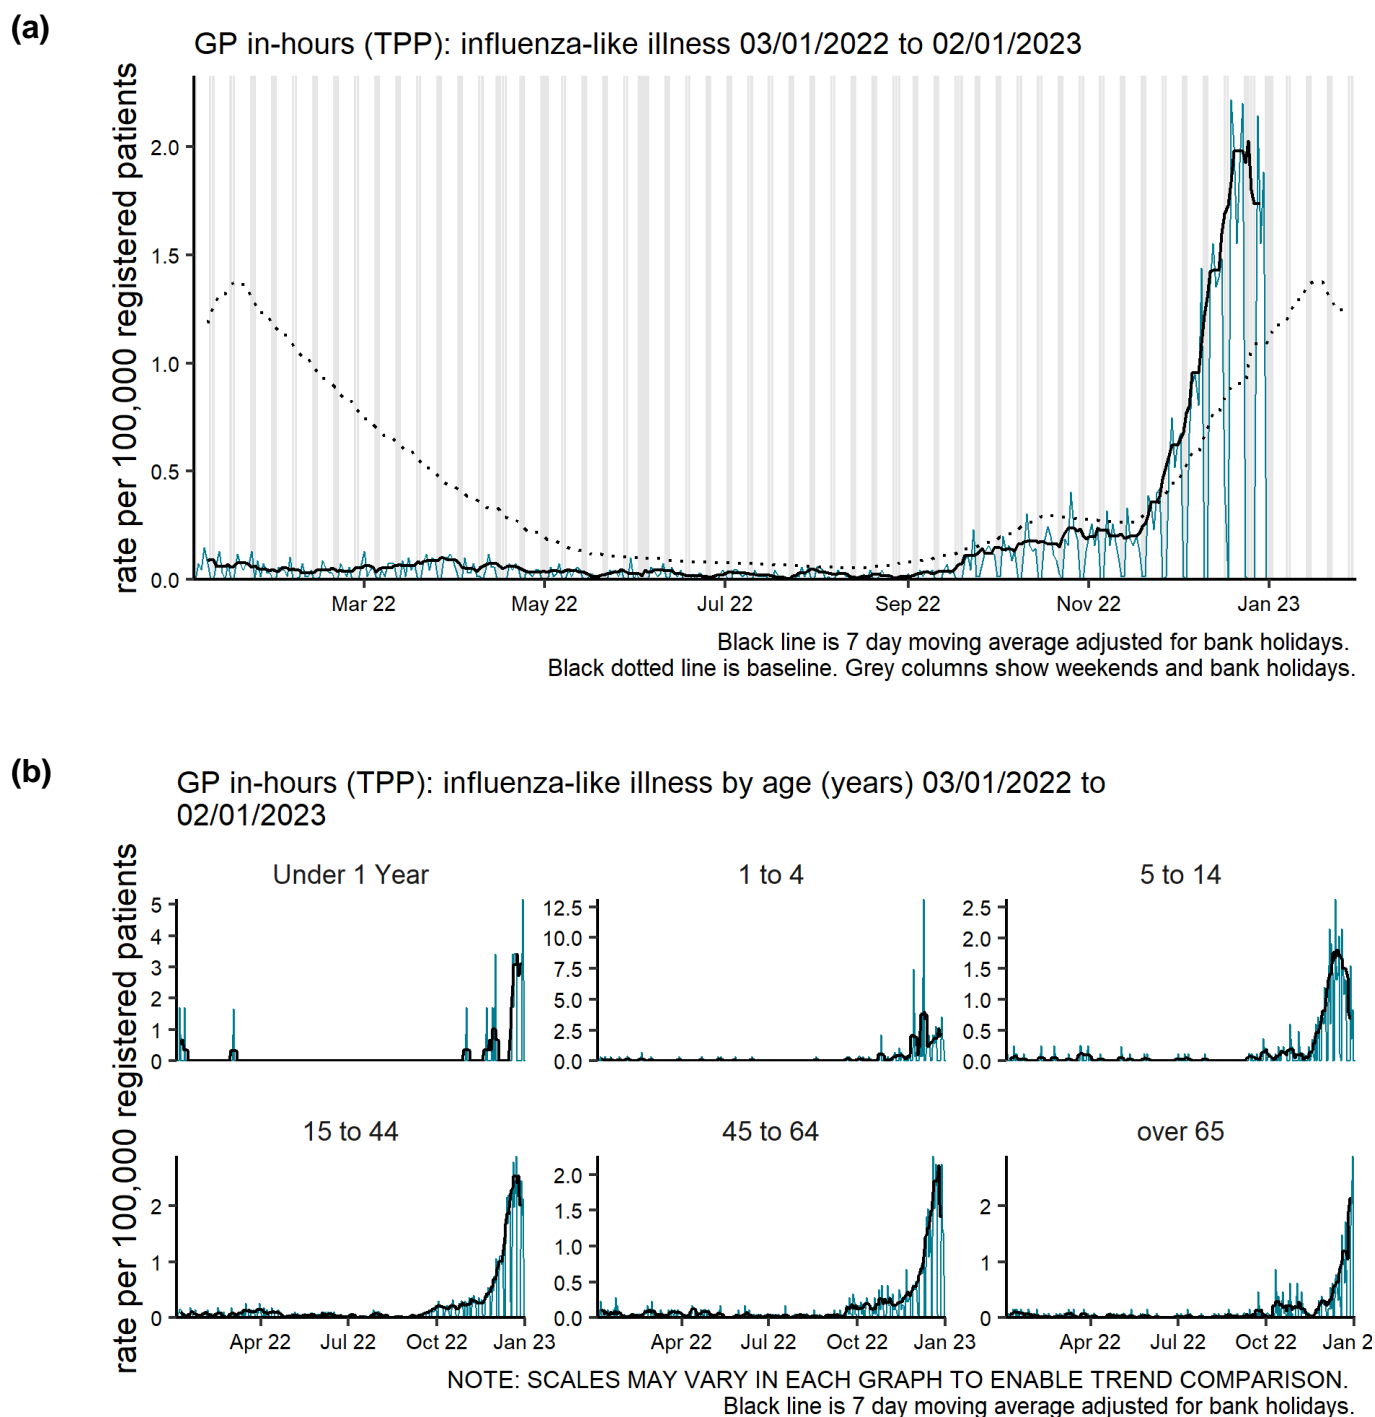 (a)
GP in-hours (TPP): influenza-like illness 03/01/2022 to 02/01/2023
rate per 100,000 registered patients
2.0
1.5
1.0
0.5
0.0
Mar 22 May 22 Jul 22 Sep 22 Nov 22 Jan 23
Black line is 7 day moving average adjusted for bank holidays.
Black dotted line is baseline. Grey columns show weekends and bank holidays.
(b)
GP in-hours (TPP): influenza-like illness by age (years) 03/01/2022 to
02/01/2023
rate per 100,000 registered patients
Under 1 Year
5
4
3
2
1
0
1 to 4
12.5
10.0
7.5
5.0
2.5
0.0
5 to 14
2.5
2.0
1.5
1.0
0.5
0.0
15 to 44
2
1
0
Apr 22 Jul 22 Oct 22 Jan 23
45 to 64
2.0
1.5
1.0
0.5
0.0
Apr 22 Jul 22 Oct 22 Jan 23
over 65
2
1
0
Apr 22 Jul 22 Oct 22 Jan 2
NOTE: SCALES MAY VARY IN EACH GRAPH TO ENABLE TREND COMPARISON.
Black line is 7 day moving average adjusted for bank holidays.